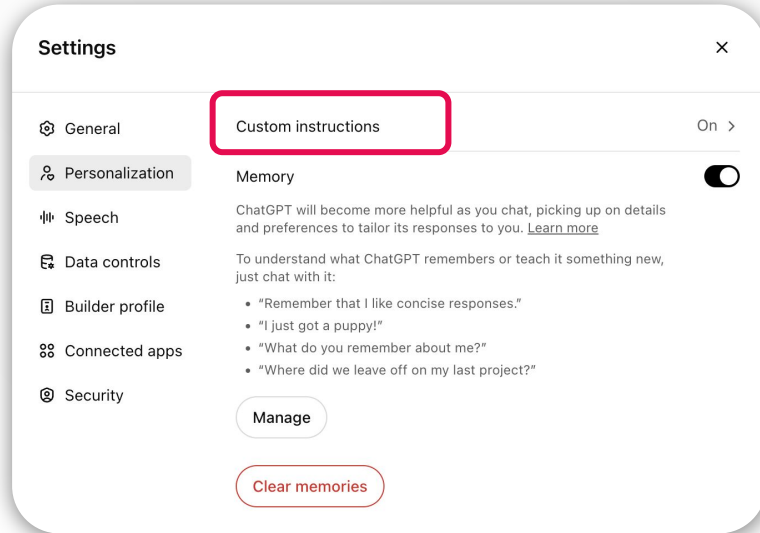 Settings
General
Personalization
Speech
Data controls
Builder profile
Connected apps
Security
Custom instructions
On
Memory
ChatGPT will become more helpful as you chat, picking up on details
and preferences to tailor its responses to you. Learn more
To understand what ChatGPT remembers or teach it something new,
just chat with it:
• “Remember that I like concise responses.”
• “I just got a puppy!”
• “What do you remember about me?”
• “Where did we leave off on my last project?”
Manage
Clear memories